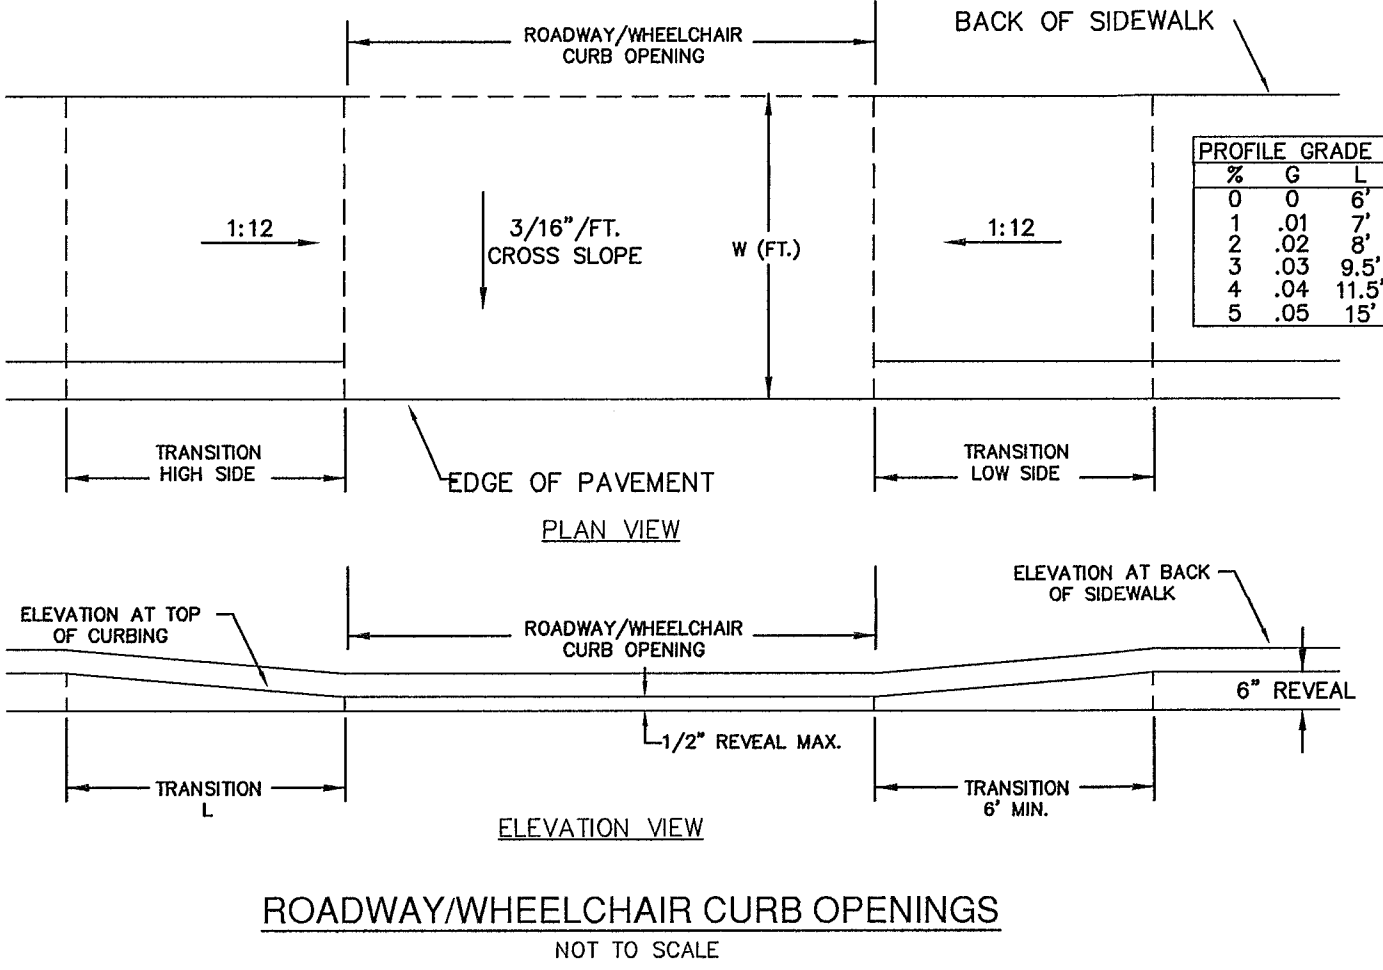 ROADWAY/WHEELCHAIR
CURB OPENING
BACK OF SIDEWALK
PROFILE GRADE
% G L
0 0 6'
1 .01 7'
2 .02 8'
3 .03 9.5'
4 .04 11.5'
5 .05 15'
1:12
3/16"/FT.
CROSS SLOPE
W (FT.)
1:12
TRANSITION
HIGH SIDE
EDGE OF PAVEMENT
TRANSITION
LOW SIDE
PLAN VIEW
ELEVATION AT TOP
OF CURBING
ROADWAY/WHEELCHAIR
CURB OPENING
ELEVATION AT BACK
OF SIDEWALK
6" REVEAL
1/2" REVEAL MAX.
TRANSITION
L
TRANSITION
6' MIN.
ELEVATION VIEW
ROADWAY/WHEELCHAIR CURB OPENINGS
NOT TO SCALE